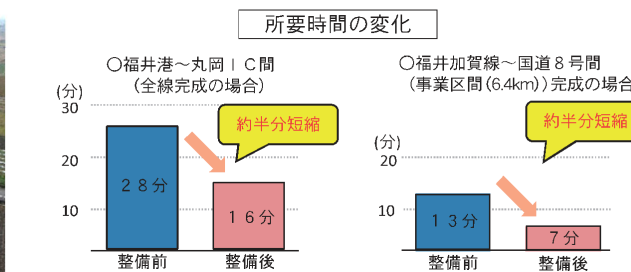 所要時間の変化
〇福井港～丸岡ＩＣ間
（全線完成の場合）
(分)
30
20
10
約半分短縮
２８分
１６分
整備前
整備後
〇福井加賀線～国道８号間
（事業区間（6.4km））完成の場合
(分)
20
10
約半分短縮
１３分
７分
整備前
整備後